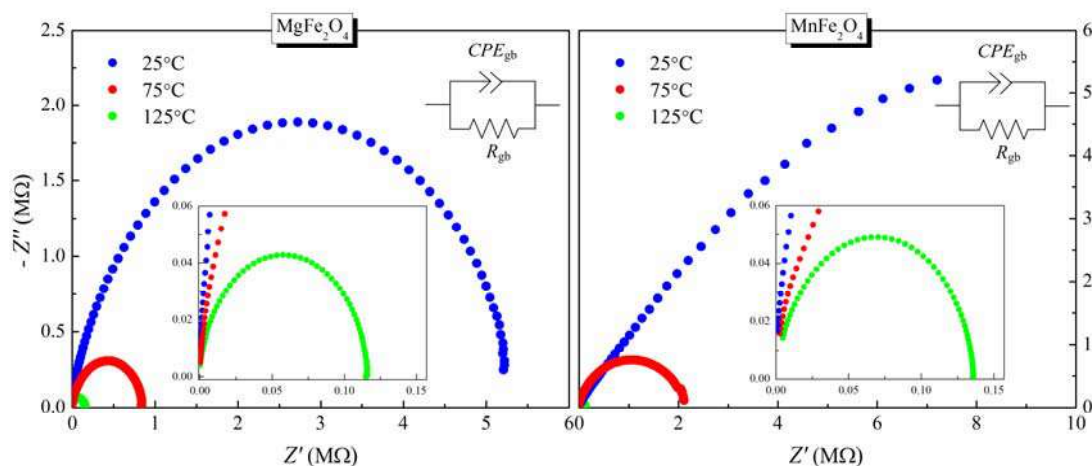 MgFe₂O₄
MnFe₂O₄
2.5
2.0
1.5
1.0
0.5
0.0
- Z″ (MΩ)
25°C
75°C
125°C
CPEgb
Rgb
0.06
0.04
0.02
0.00
0.00 0.05 0.10 0.15
0 1 2 3 4 5 6
Z′ (MΩ)
25°C
75°C
125°C
CPEgb
Rgb
0.06
0.04
0.02
0.00
0.00 0.05 0.10 0.15
6
5
4
3
2
1
0
0 2 4 6 8 10
Z′ (MΩ)